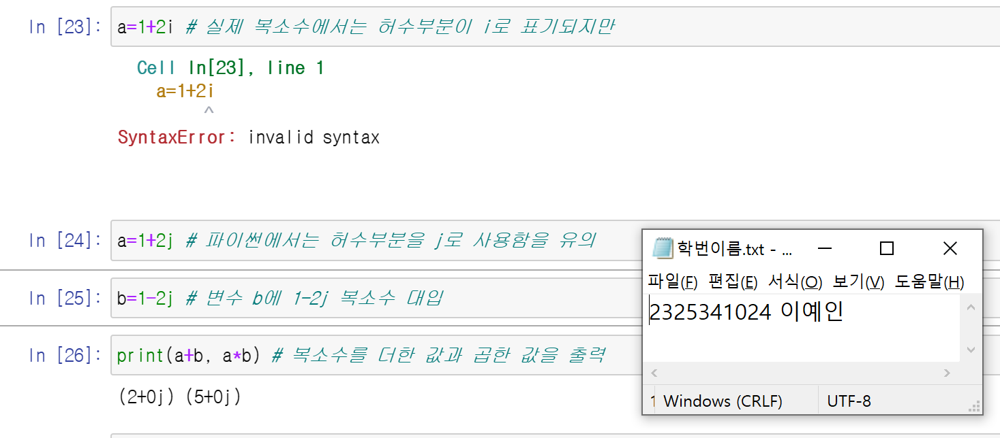 In [23]: a=1+2i # 실제 복소수에서는 허수부분이 i로 표기되지만
Cell In[23], line 1
a=1+2i
^
SyntaxError: invalid syntax
In [24]: a=1+2j # 파이썬에서는 허수부분을 j로 사용함을 유의
In [25]: b=1-2j # 변수 b에 1-2j 복소수 대입
In [26]: print(a+b, a*b) # 복소수를 더한 값과 곱한 값을 출력
(2+0j) (5+0j)
학번이름.txt - ...
파일(F) 편집(E) 서식(O) 보기(V) 도움말(H)
2325341024 이예인
1 Windows (CRLF) UTF-8